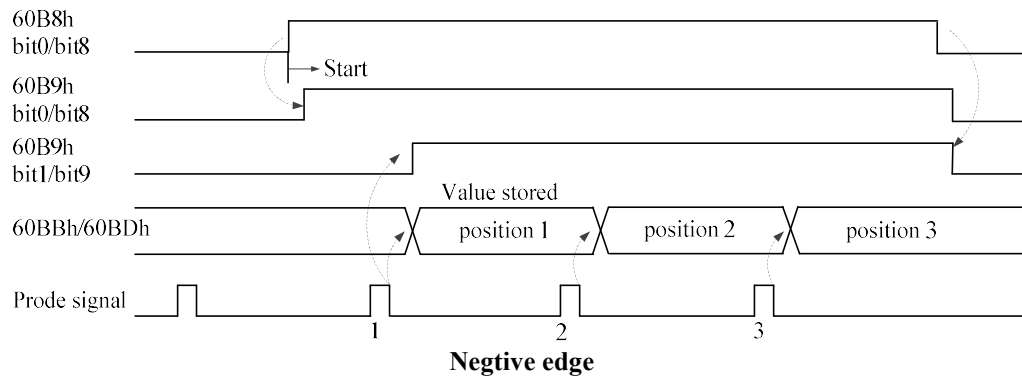 60B8h
bit0/bit8
Start
60B9h
bit0/bit8
60B9h
bit1/bit9
Value stored
60BBh/60BDh
position 1
position 2
position 3
Prode signal
1
2
3
Negtive edge